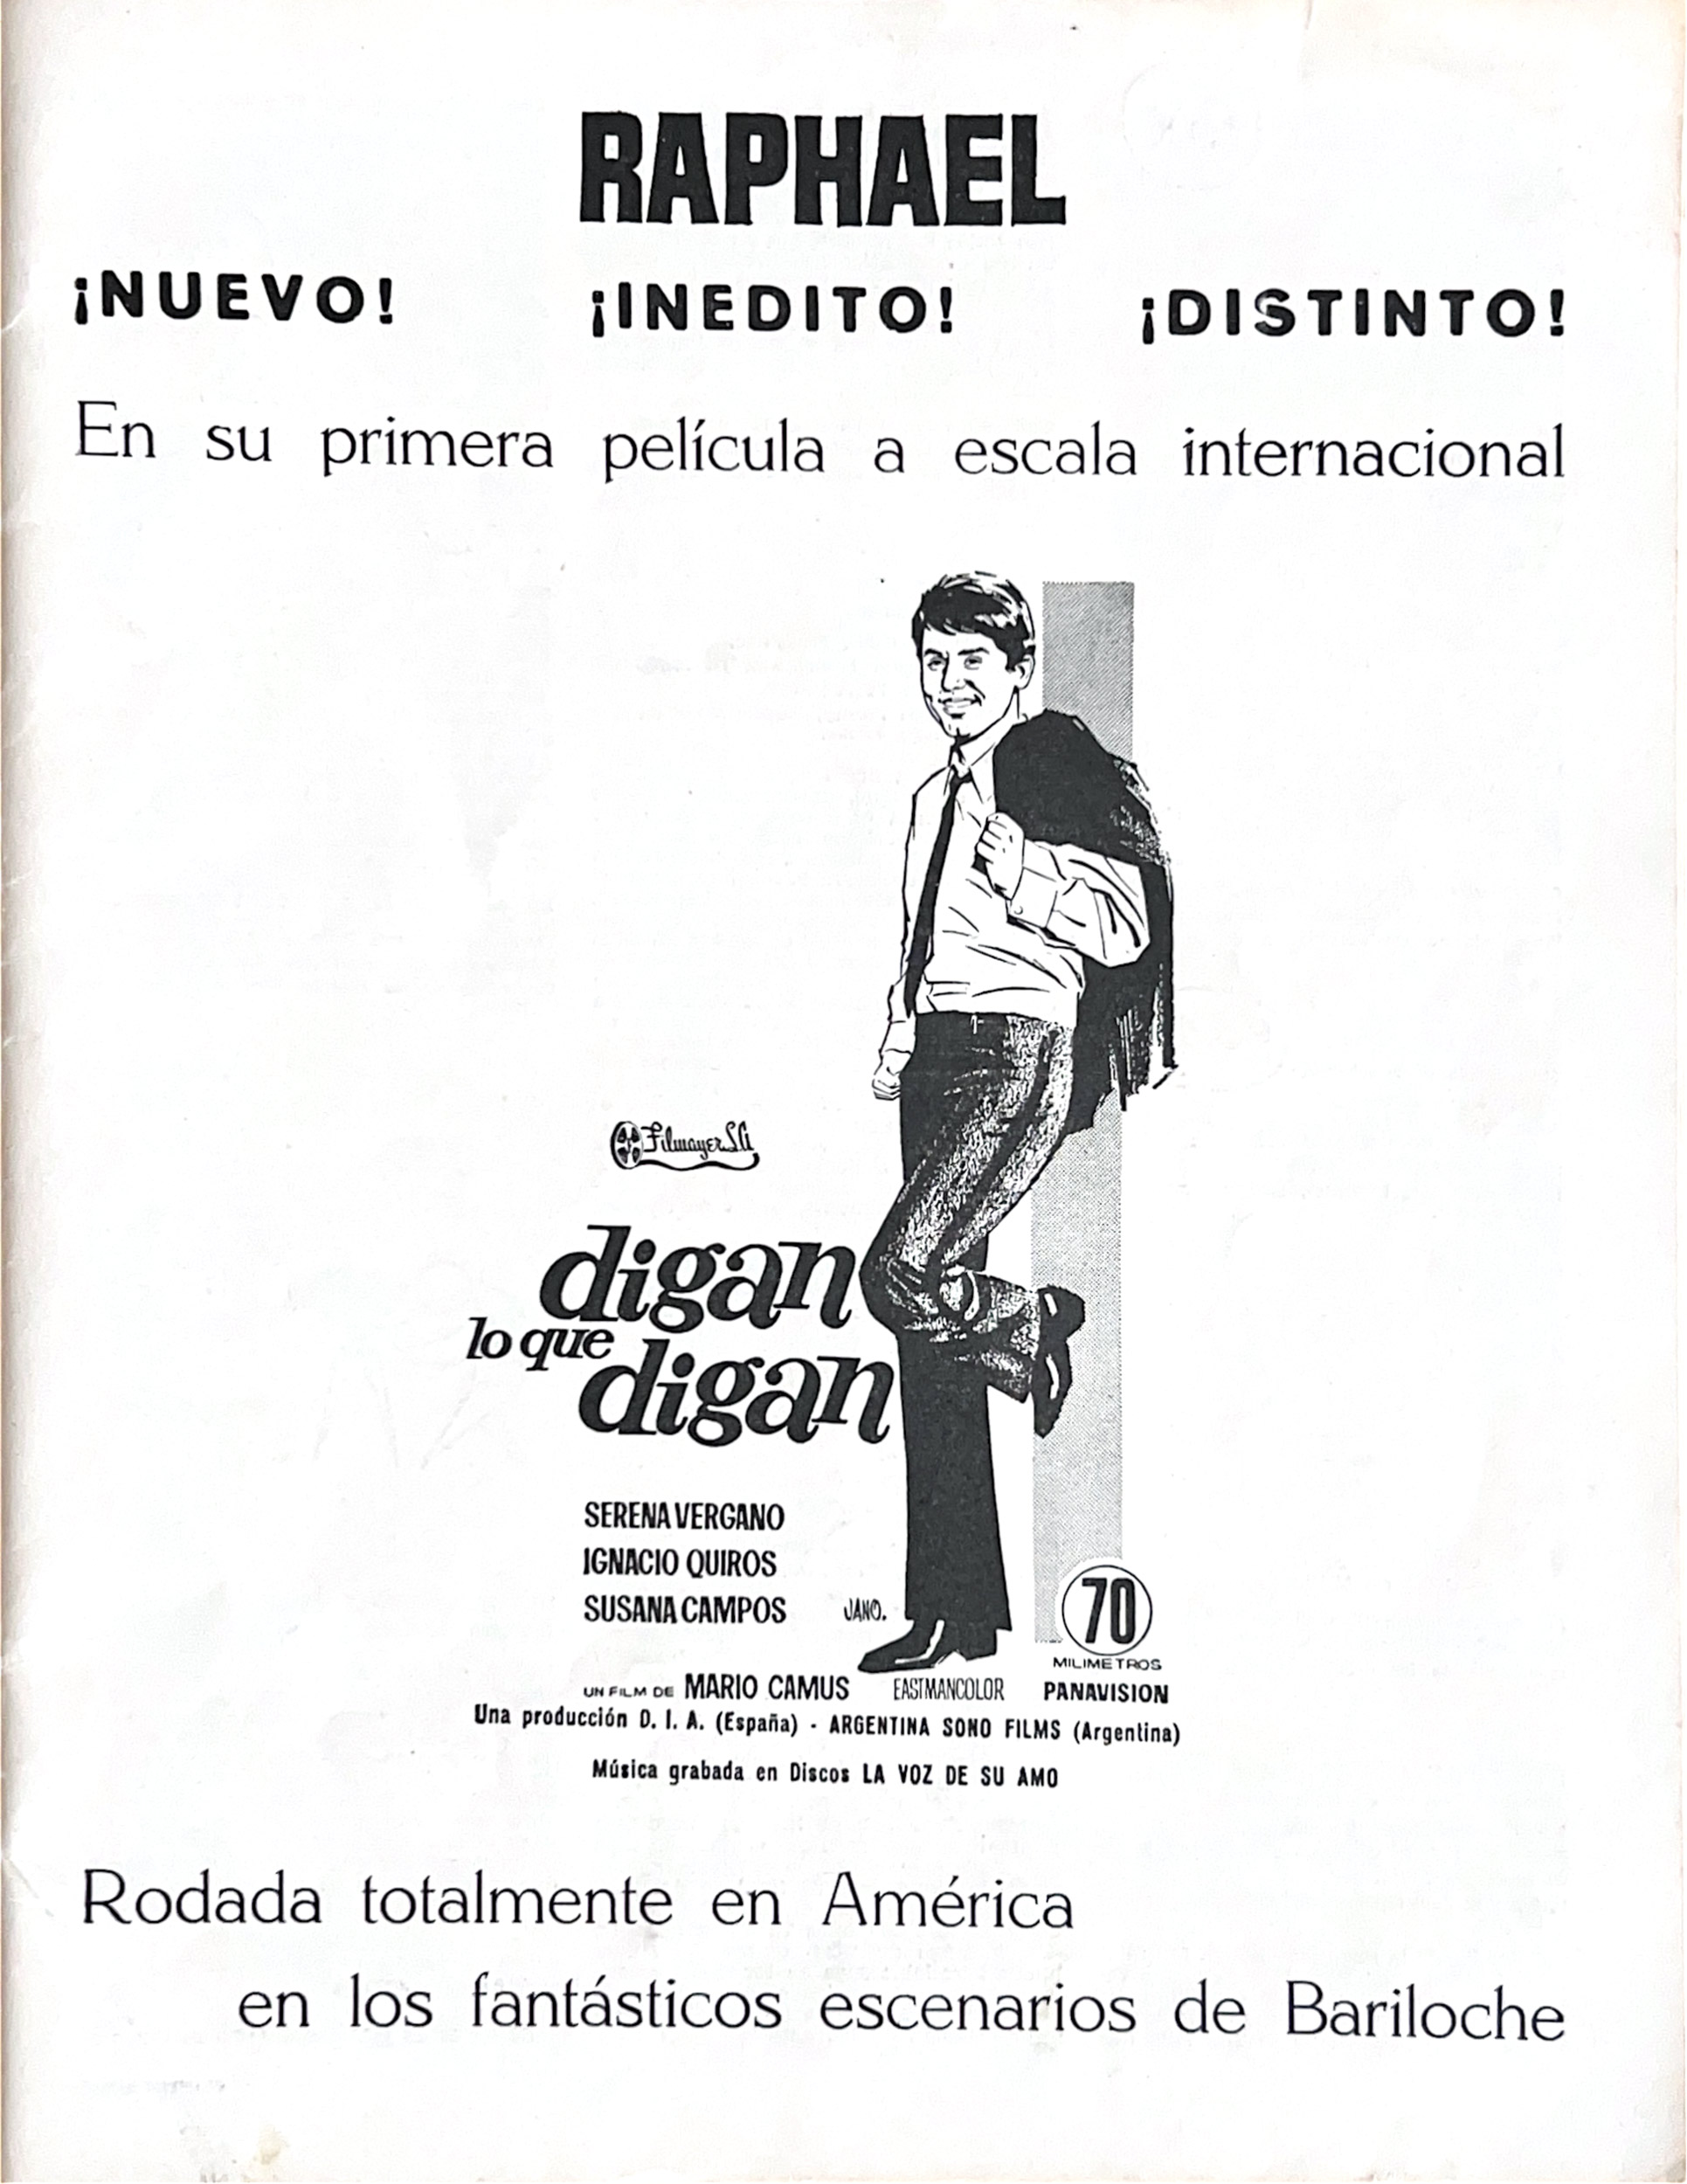 RAPHAEL
¡NUEVO! ¡INEDITO! ¡DISTINTO!
En su primera película a escala internacional
Filmayer S.A
digan
lo que
digan
SERENA VERGANO
IGNACIO QUIROS
SUSANA CAMPOS
JANO.
70
MILIMETROS
UN FILM DE MARIO CAMUS EASTMANCOLOR PANAVISION
Una producción D. I. A. (España) - ARGENTINA SONO FILMS (Argentina)
Música grabada en Discos LA VOZ DE SU AMO
Rodada totalmente en América
en los fantásticos escenarios de Bariloche